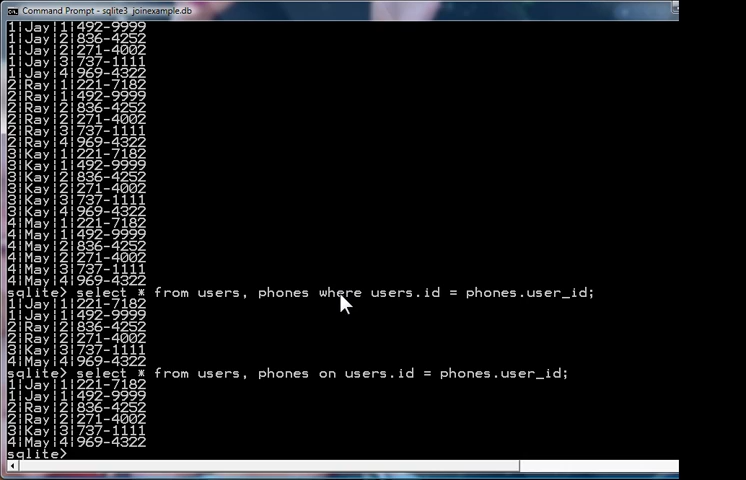 Command Prompt - sqlite3 joinexample.db
1|Jay|1|492-9999
1|Jay|2|836-4252
1|Jay|2|271-4002
1|Jay|3|737-1111
1|Jay|4|969-4322
2|Ray|1|221-7182
2|Ray|1|492-9999
2|Ray|2|836-4252
2|Ray|2|271-4002
2|Ray|3|737-1111
2|Ray|4|969-4322
3|Kay|1|221-7182
3|Kay|1|492-9999
3|Kay|2|836-4252
3|Kay|2|271-4002
3|Kay|3|737-1111
3|Kay|4|969-4322
4|May|1|221-7182
4|May|1|492-9999
4|May|2|836-4252
4|May|2|271-4002
4|May|3|737-1111
4|May|4|969-4322
sqlite> select * from users, phones where users.id = phones.user_id;
1|Jay|1|221-7182
1|Jay|1|492-9999
2|Ray|2|836-4252
2|Ray|2|271-4002
3|Kay|3|737-1111
4|May|4|969-4322
sqlite> select * from users, phones on users.id = phones.user_id;
1|Jay|1|221-7182
1|Jay|1|492-9999
2|Ray|2|836-4252
2|Ray|2|271-4002
3|Kay|3|737-1111
4|May|4|969-4322
sqlite>